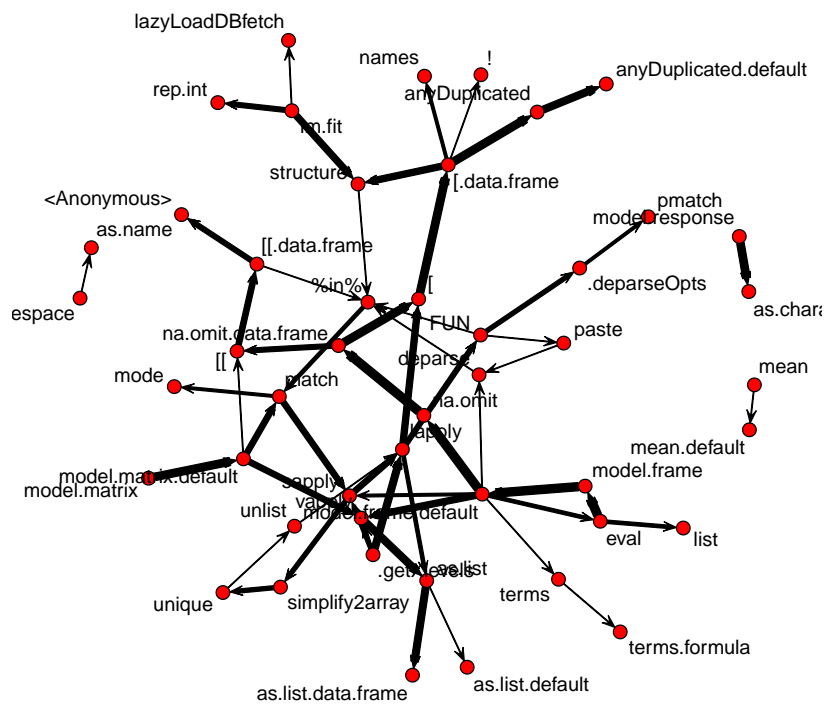 lazyLoadDBfetch
names
!
anyDuplicated.default
rep.int
anyDuplicated
lm.fit
structure
[.data.frame
<Anonymous>
pmatch
model.response
as.name
[[.data.frame
.deparseOpts
%in%
[
espace
as.chara
na.omit.data.frame
FUN
paste
[[
deparse
mode
match
mean
na.omit
lapply
mean.default
model.matrix.default
model.frame
model.matrix
sapply
vapply
unlist
model.frame.default
eval
list
as.list
.getXlevels
unique
simplify2array
terms
terms.formula
as.list.data.frame
as.list.default